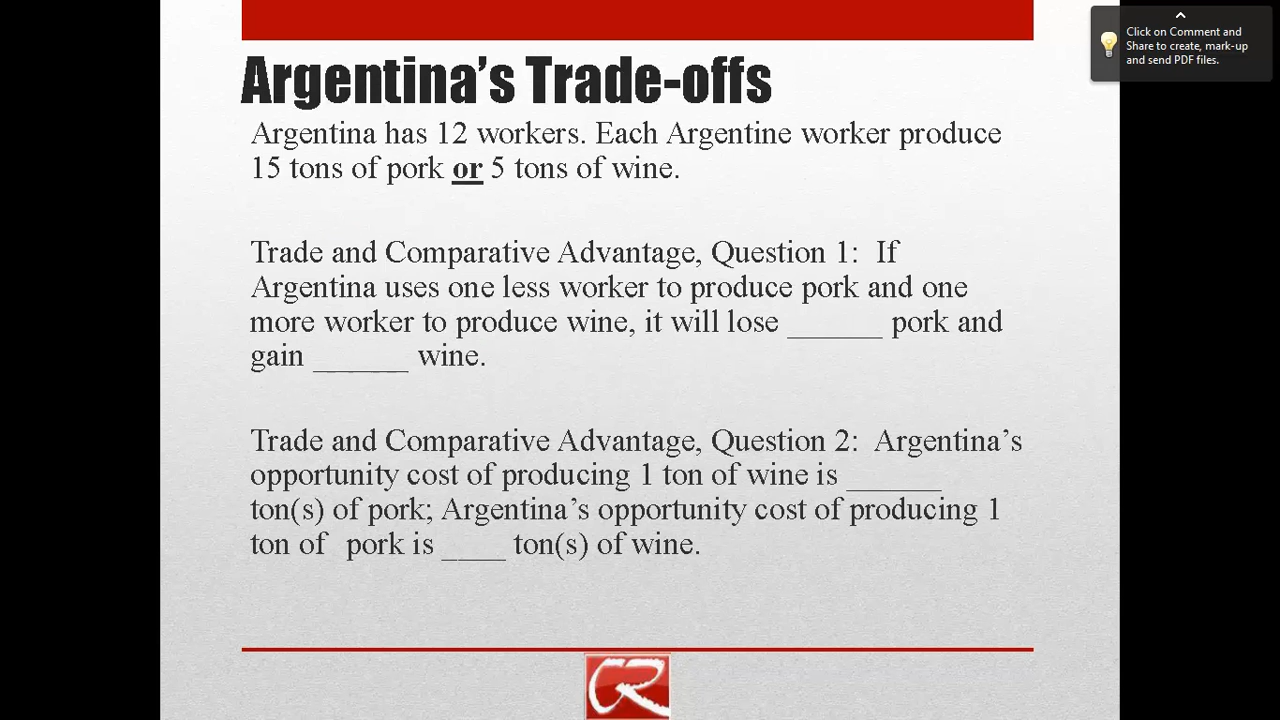 Argentina's Trade-offs
Argentina has 12 workers. Each Argentine worker produce
15 tons of pork or 5 tons of wine.
Trade and Comparative Advantage, Question 1: If
Argentina uses one less worker to produce pork and one
more worker to produce wine, it will lose ______ pork and
gain ______ wine.
Trade and Comparative Advantage, Question 2: Argentina's
opportunity cost of producing 1 ton of wine is ______
ton(s) of pork; Argentina's opportunity cost of producing 1
ton of pork is ____ ton(s) of wine.
Click on Comment and
Share to create, mark-up
and send PDF files.
CR